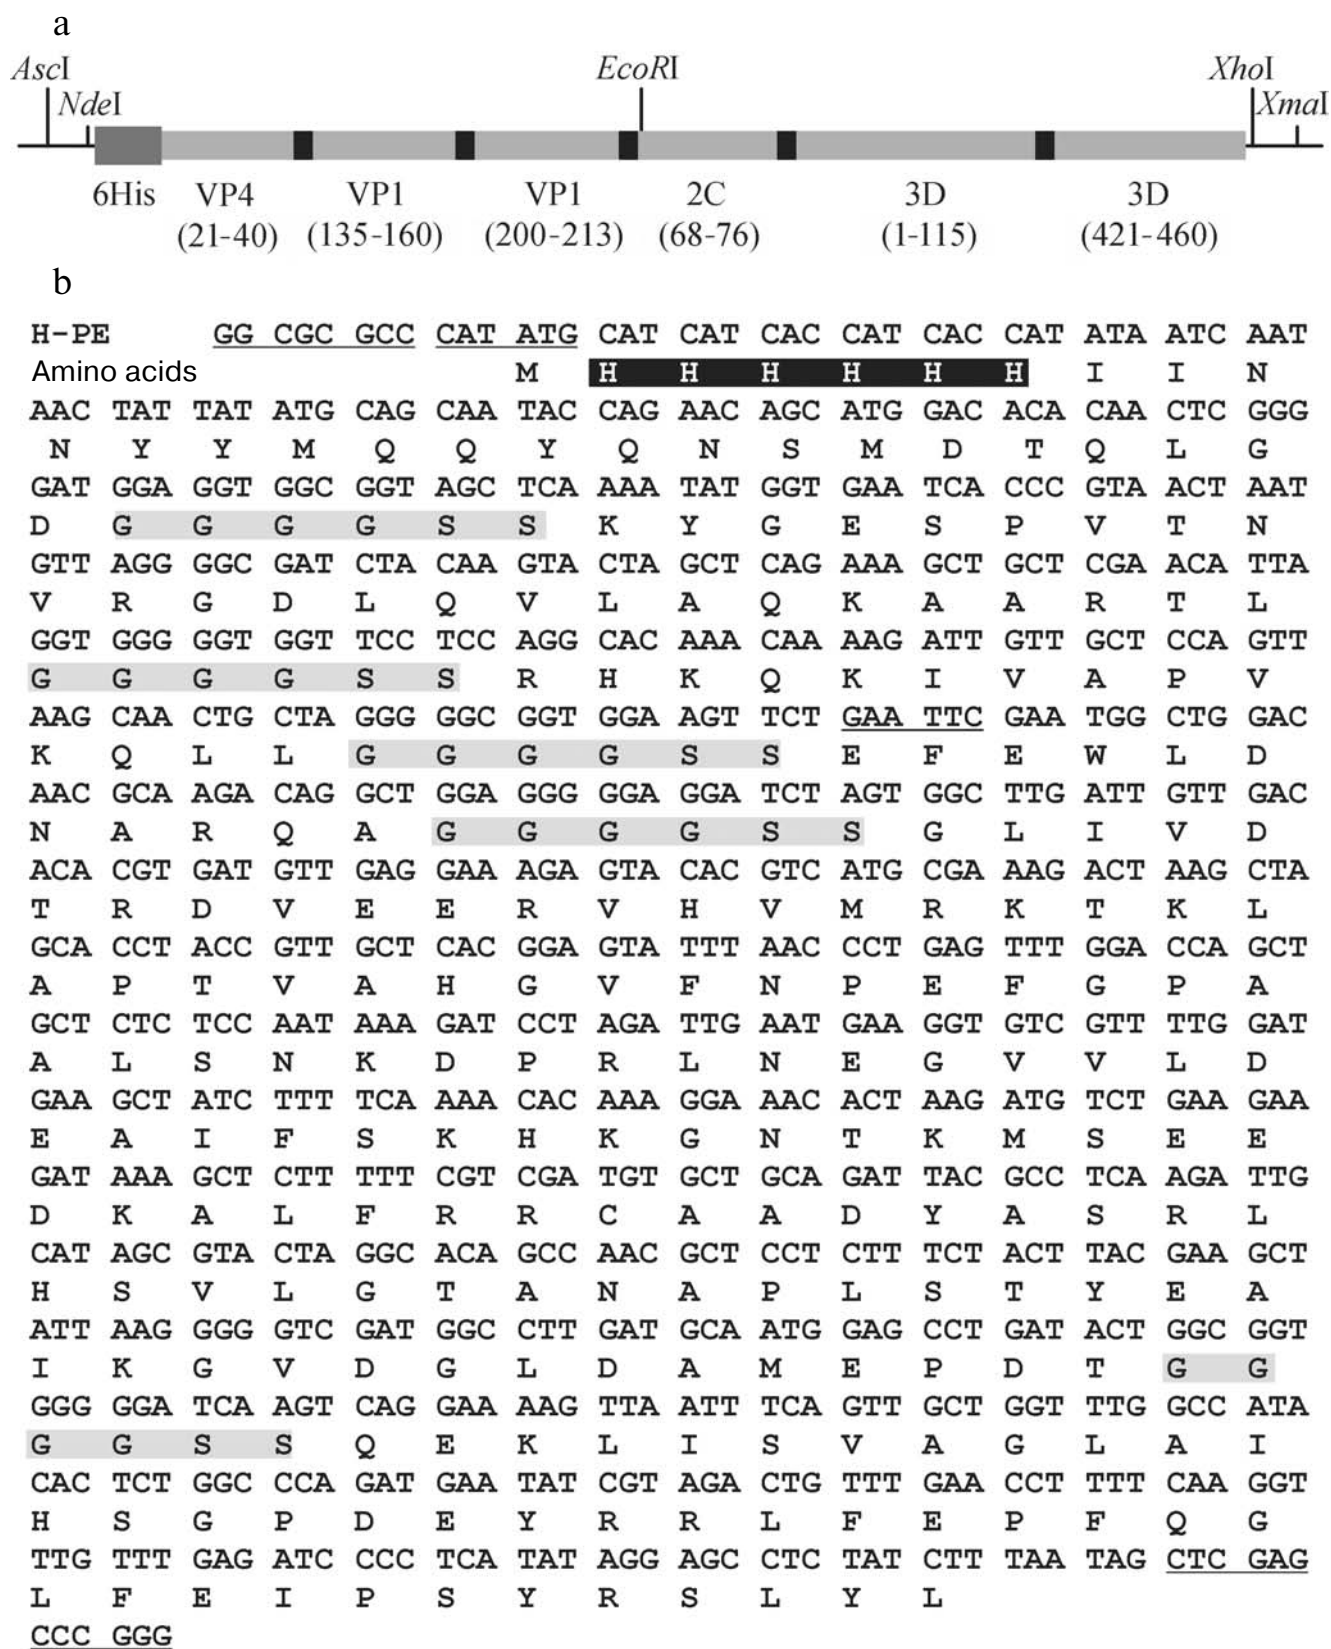 a
AscI EcoRI XhoI
NdeI XmaI
6His VP4 VP1 VP1 2C 3D 3D
(21-40) (135-160) (200-213) (68-76) (1-115) (421-460)
b
H-PE GG CGC GCC CAT ATG CAT CAT CAC CAT CAC CAT ATA ATC AAT
Amino acids M H H H H H H I I N
AAC TAT TAT ATG CAG CAA TAC CAG AAC AGC ATG GAC ACA CAA CTC GGG
N Y Y M Q Q Y Q N S M D T Q L G
GAT GGA GGT GGC GGT AGC TCA AAA TAT GGT GAA TCA CCC GTA ACT AAT
D G G G G S S K Y G E S P V T N
GTT AGG GGC GAT CTA CAA GTA CTA GCT CAG AAA GCT GCT CGA ACA TTA
V R G D L Q V L A Q K A A R T L
GGT GGG GGT GGT TCC TCC AGG CAC AAA CAA AAG ATT GTT GCT CCA GTT
G G G G S S R H K Q K I V A P V
AAG CAA CTG CTA GGG GGC GGT GGA AGT TCT GAA TTC GAA TGG CTG GAC
K Q L L G G G G S S E F E W L D
AAC GCA AGA CAG GCT GGA GGG GGA GGA TCT AGT GGC TTG ATT GTT GAC
N A R Q A G G G G S S G L I V D
ACA CGT GAT GTT GAG GAA AGA GTA CAC GTC ATG CGA AAG ACT AAG CTA
T R D V E E R V H V M R K T K L
GCA CCT ACC GTT GCT CAC GGA GTA TTT AAC CCT GAG TTT GGA CCA GCT
A P T V A H G V F N P E F G P A
GCT CTC TCC AAT AAA GAT CCT AGA TTG AAT GAA GGT GTC GTT TTG GAT
A L S N K D P R L N E G V V L D
GAA GCT ATC TTT TCA AAA CAC AAA GGA AAC ACT AAG ATG TCT GAA GAA
E A I F S K H K G N T K M S E E
GAT AAA GCT CTT TTT CGT CGA TGT GCT GCA GAT TAC GCC TCA AGA TTG
D K A L F R R C A A D Y A S R L
CAT AGC GTA CTA GGC ACA GCC AAC GCT CCT CTT TCT ACT TAC GAA GCT
H S V L G T A N A P L S T Y E A
ATT AAG GGG GTC GAT GGC CTT GAT GCA ATG GAG CCT GAT ACT GGC GGT
I K G V D G L D A M E P D T G G
GGG GGA TCA AGT CAG GAA AAG TTA ATT TCA GTT GCT GGT TTG GCC ATA
G G S S Q E K L I S V A G L A I
CAC TCT GGC CCA GAT GAA TAT CGT AGA CTG TTT GAA CCT TTT CAA GGT
H S G P D E Y R R L F E P F Q G
TTG TTT GAG ATC CCC TCA TAT AGG AGC CTC TAT CTT TAA TAG CTC GAG
L F E I P S Y R S L Y L
CCC GGG